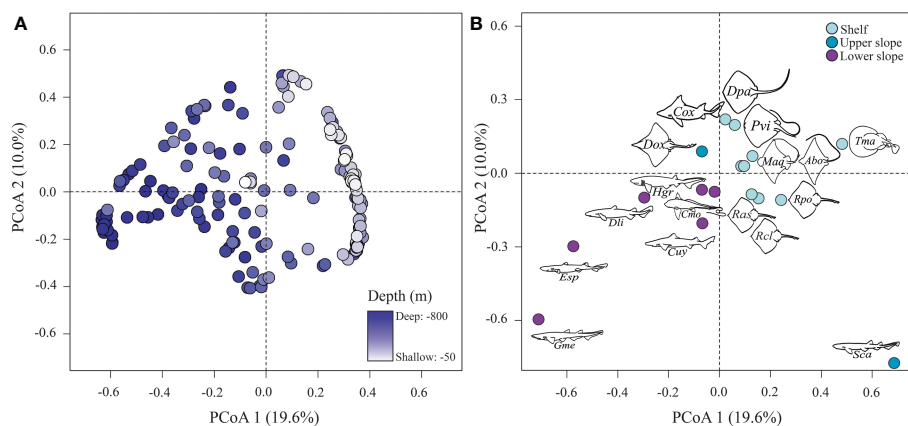 A
PCoA 2 (10.0%)
0.6
0.4
0.2
0.0
-0.2
-0.4
-0.6
-0.6
-0.4
-0.2
0.0
0.2
0.4
0.6
PCoA 1 (19.6%)
Depth (m)
Deep: -800
Shallow: -50
B
PCoA 2 (10.0%)
0.6
0.3
0.0
-0.3
-0.6
-0.6
-0.4
-0.2
0.0
0.2
0.4
0.6
PCoA 1 (19.6%)
Shelf
Upper slope
Lower slope
Dpa
Cox
Pvi
Dox
Maq
Abo
Tma
Hgr
Dli
Cmo
Ras
Rpo
Rcl
Cuy
Esp
Gme
Sca